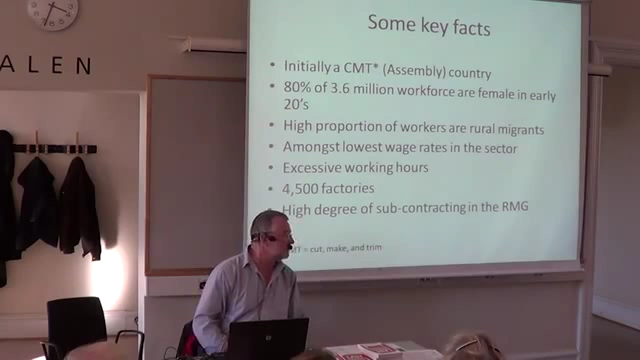 Some key facts
ALEN
• Initially a CMT* (Assembly) country
• 80% of 3.6 million workforce are female in early
20's
• High proportion of workers are rural migrants
• Amongst lowest wage rates in the sector
• Excessive working hours
• 4,500 factories
High degree of sub-contracting in the RMG
= cut, make, and trim